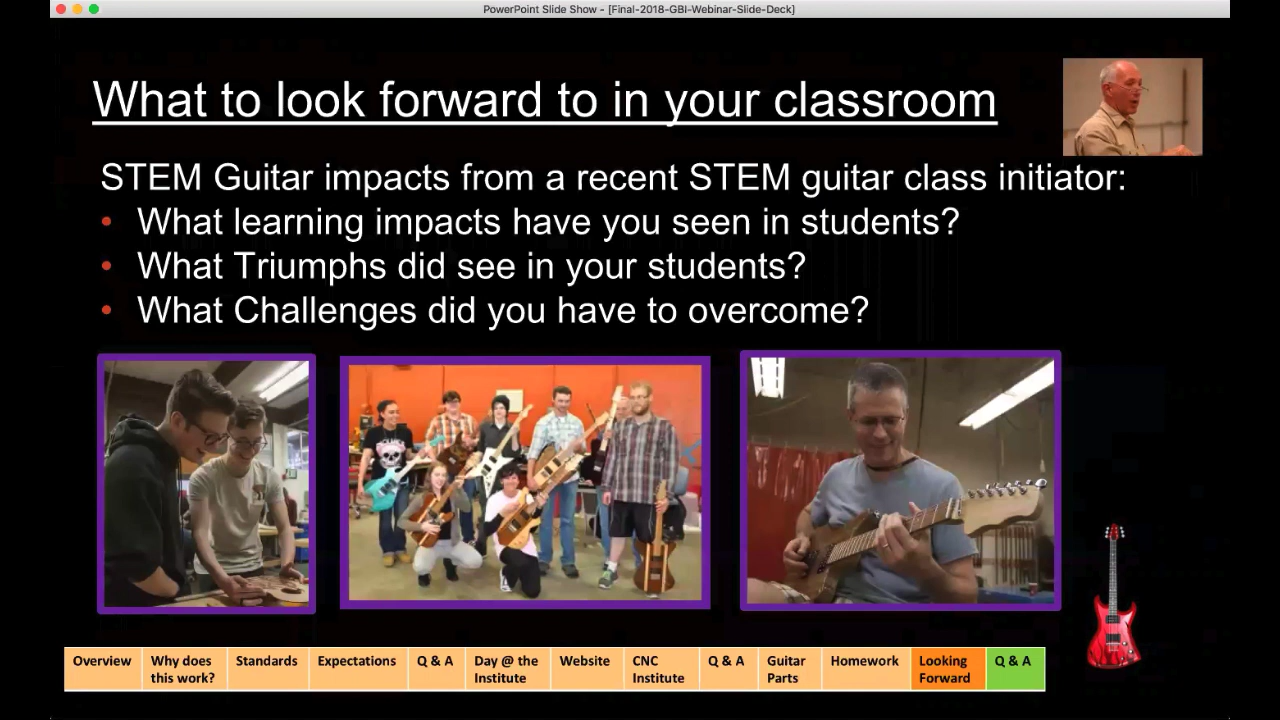 PowerPoint Slide Show - [Final-2018-GBI-Webinar-Slide-Deck]
What to look forward to in your classroom
STEM Guitar impacts from a recent STEM guitar class initiator:
• What learning impacts have you seen in students?
• What Triumphs did see in your students?
• What Challenges did you have to overcome?
Overview
Why does
this work?
Standards
Expectations
Q & A
Day @ the
Institute
Website
CNC
Institute
Q & A
Guitar
Parts
Homework
Looking
Forward
Q & A